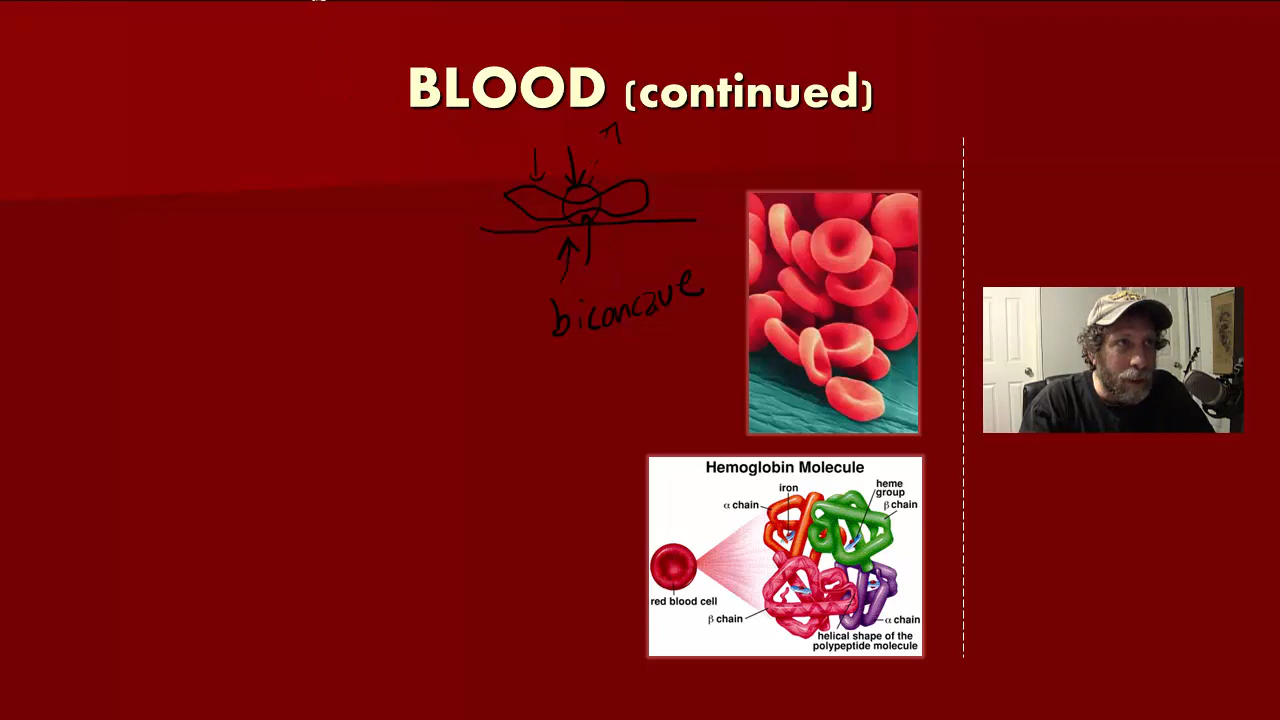 BLOOD (continued)
biconcave
Hemoglobin Molecule
iron
heme
group
α chain
β chain
red blood cell
β chain
α chain
helical shape of the
polypeptide molecule